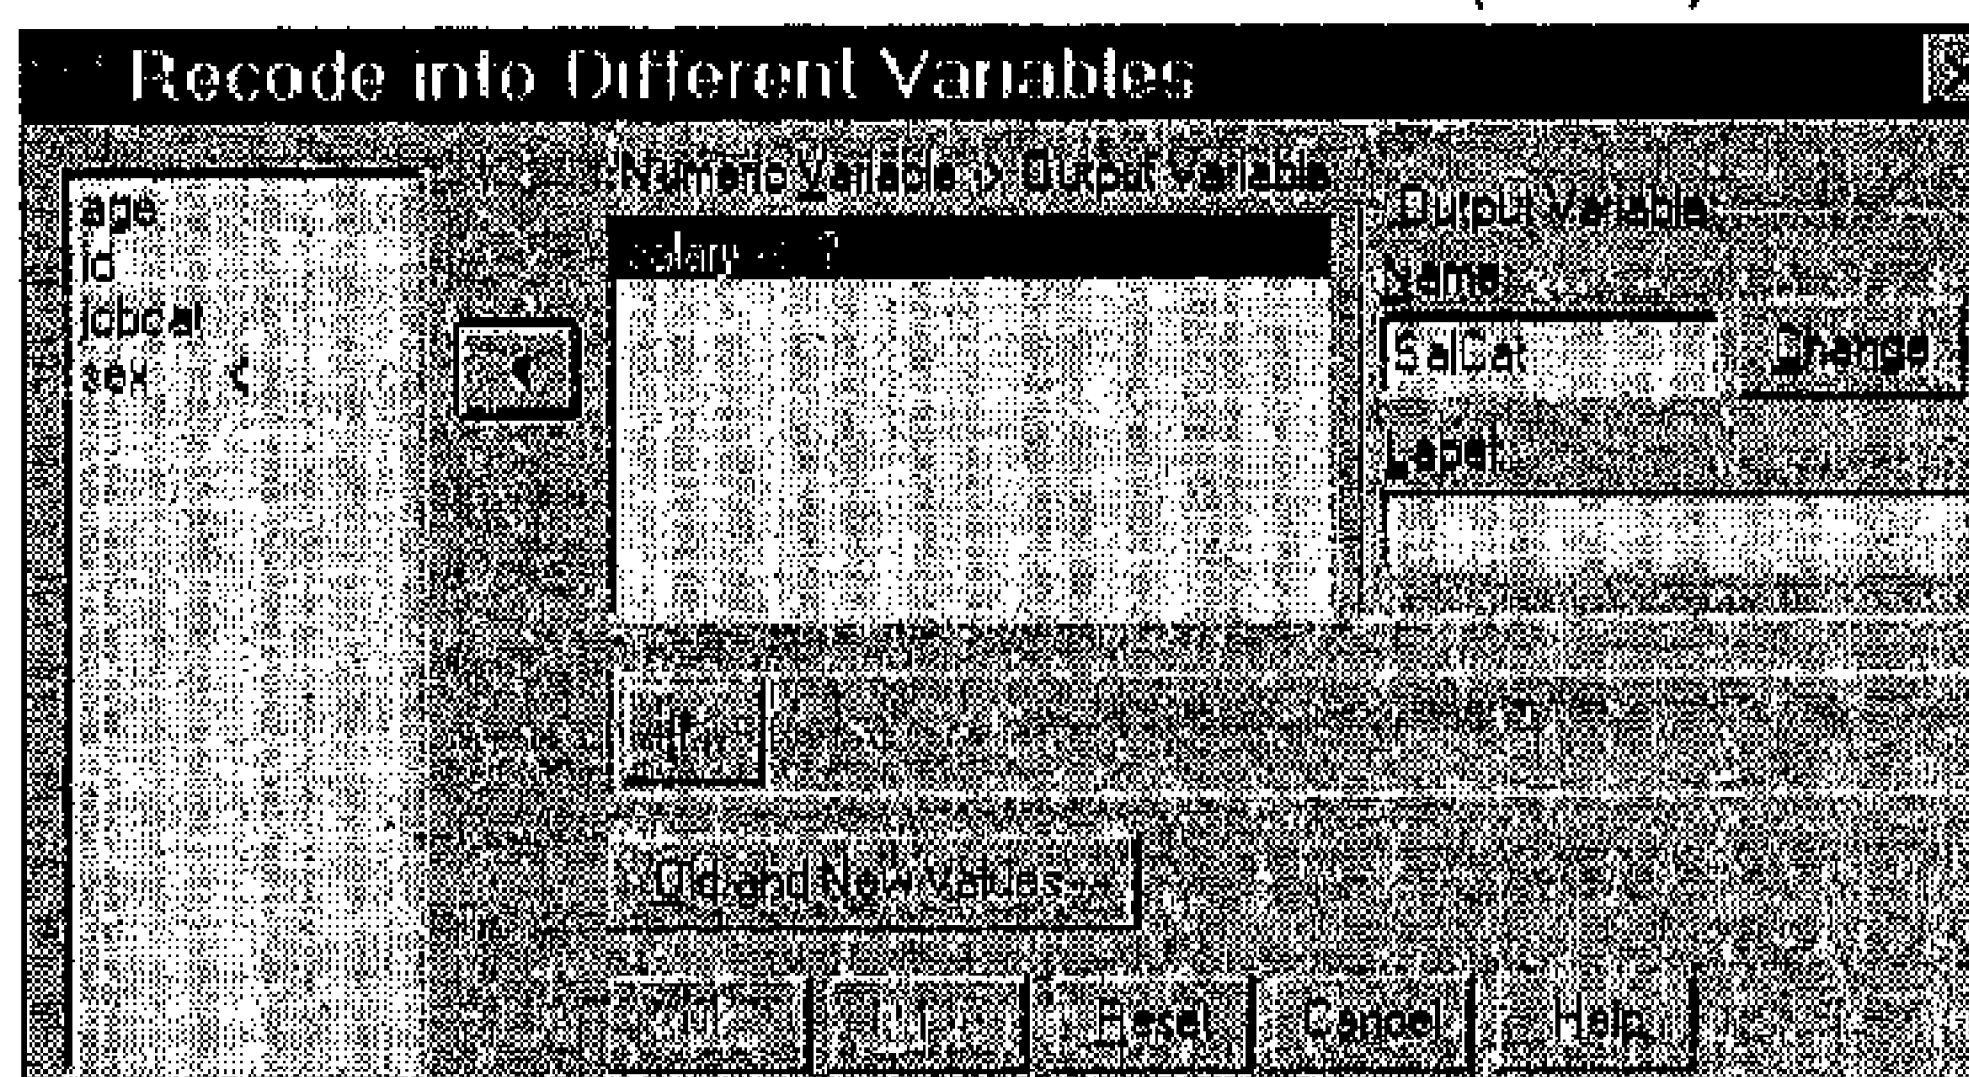 Recode into Different Variables
age
id
jobcat
sex
Numeric Variable -> Output Variable
salary -> ?
Output Variable
Name:
SalCat
Change
Label:
If...
Old and New Values...
Reset
Cancel
Help